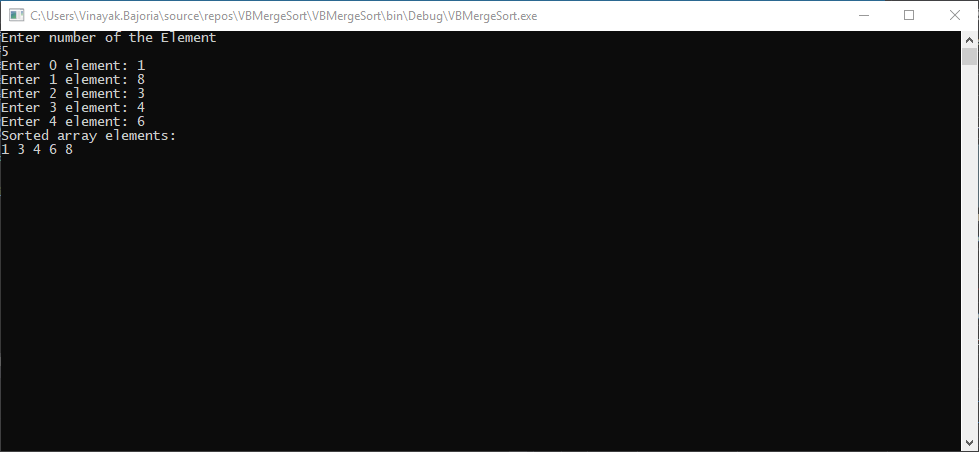 C:\Users\Vinayak.Bajoria\source\repos\VBMergeSort\VBMergeSort\bin\Debug\VBMergeSort.exe
Enter number of the Element
5
Enter 0 element: 1
Enter 1 element: 8
Enter 2 element: 3
Enter 3 element: 4
Enter 4 element: 6
Sorted array elements:
1 3 4 6 8